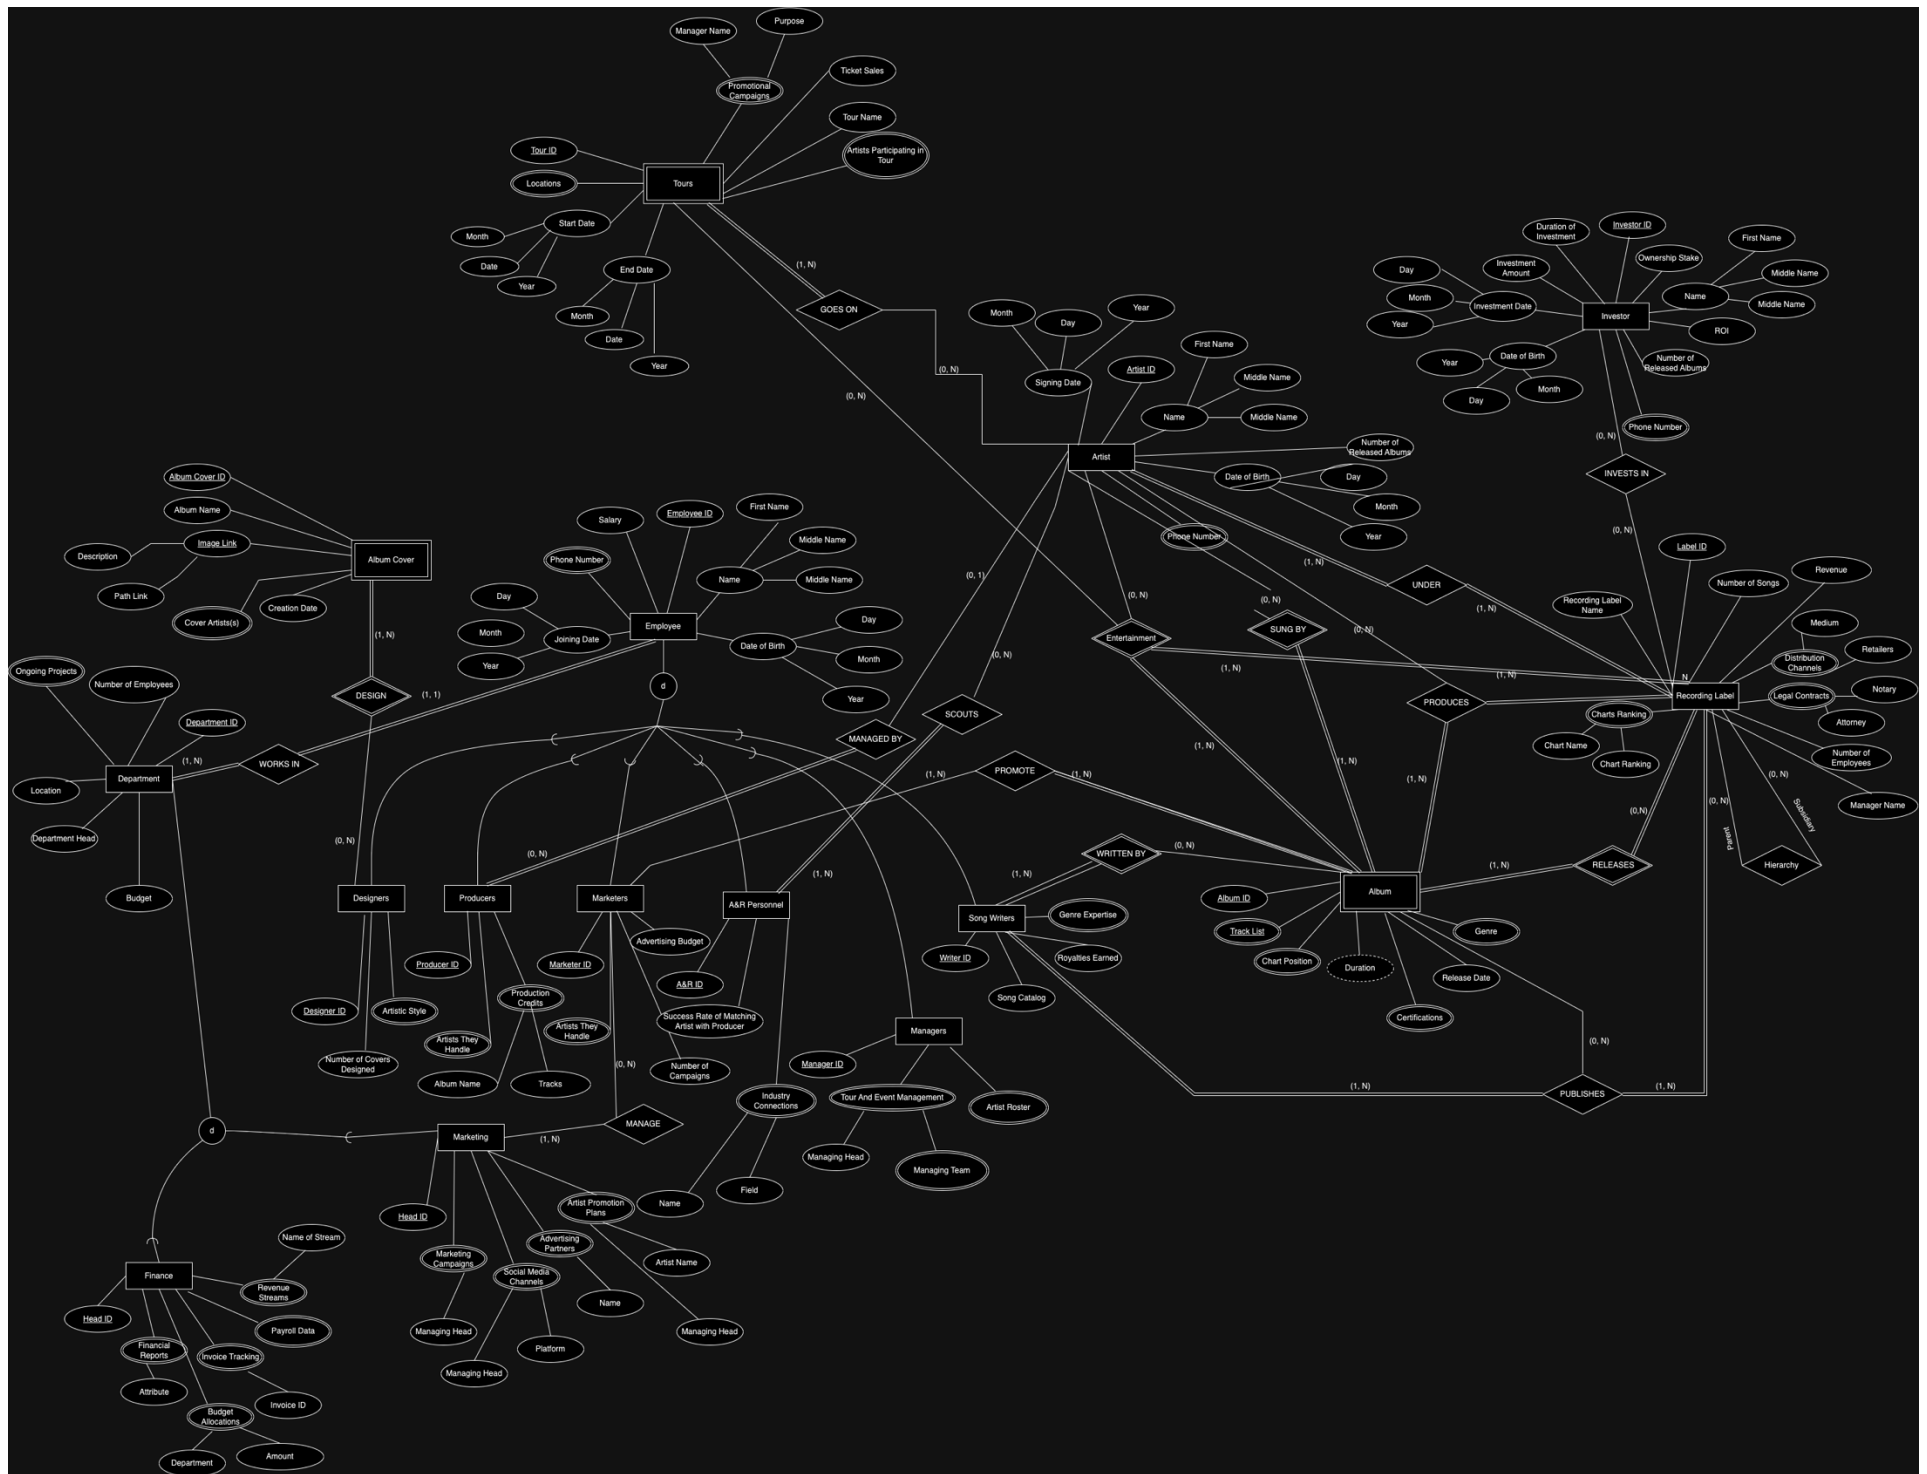 Purpose
Manager Name
Promotional
Campaigns
Ticket Sales
Tour Name
Artists Participating in
Tour
Tour ID
Locations
Tours
Start Date
Month
Date
Year
End Date
Month
Date
Year
(1, N)
GOES ON
(0, N)
(0, N)
Month
Day
Year
Signing Date
Artist ID
First Name
Middle Name
Name
Middle Name
Artist
Number of
Released Albums
Date of Birth
Day
Month
Year
Phone Number
Duration of
Investment
Investor ID
First Name
Ownership Stake
Middle Name
Name
Middle Name
Investment
Amount
Day
Month
Investment Date
Year
Investor
ROI
Date of Birth
Year
Day
Month
Number of
Released Albums
Phone Number
(0, N)
INVESTS IN
(0, N)
Album Cover ID
Album Name
Image Link
Description
Path Link
Cover Artists(s)
Creation Date
Album Cover
(1, N)
DESIGN
(0, N)
Salary
Employee ID
First Name
Phone Number
Middle Name
Name
Middle Name
Day
Month
Joining Date
Year
Employee
Date of Birth
Day
Month
Year
d
(1, 1)
WORKS IN
(1, N)
Ongoing Projects
Number of Employees
Department ID
Department
Location
Department Head
Budget
(0, 1)
MANAGED BY
(0, N)
SCOUTS
(0, N)
(1, N)
(0, N)
Entertainment
(1, N)
(1, N)
(0, N)
SUNG BY
(1, N)
(0, N)
PRODUCES
(1, N)
(1, N)
(1, N)
UNDER
(1, N)
Label ID
Number of Songs
Revenue
Recording Label
Name
Medium
Distribution
Channels
Retailers
N
Recording Label
Legal Contracts
Notary
Attorney
Charts Ranking
Chart Name
Chart Ranking
Number of
Employees
Manager Name
(0, N)
Subsidiary
Parent
Hierarchy
(0,N)
RELEASES
(1, N)
(0, N)
(1, N)
PROMOTE
(1, N)
WRITTEN BY
(0, N)
(1, N)
Album
Album ID
Track List
Chart Position
Duration
Certifications
Release Date
Genre
(0, N)
PUBLISHES
(1, N)
(1, N)
Designers
Designer ID
Artistic Style
Number of Covers
Designed
Producers
Producer ID
Production
Credits
Artists They
Handle
Album Name
Tracks
Marketers
Advertising Budget
Marketer ID
Artists They
Handle
Number of
Campaigns
(0, N)
MANAGE
(1, N)
A&R Personnel
A&R ID
Success Rate of Matching
Artist with Producer
Industry
Connections
Name
Field
Song Writers
Genre Expertise
Writer ID
Royalties Earned
Song Catalog
Managers
Manager ID
Tour And Event Management
Artist Roster
Managing Head
Managing Team
d
Marketing
Head ID
Marketing
Campaigns
Managing Head
Social Media
Channels
Managing Head
Platform
Advertising
Partners
Name
Artist Promotion
Plans
Artist Name
Managing Head
Finance
Head ID
Name of Stream
Revenue
Streams
Payroll Data
Financial
Reports
Attribute
Invoice Tracking
Invoice ID
Budget
Allocations
Department
Amount